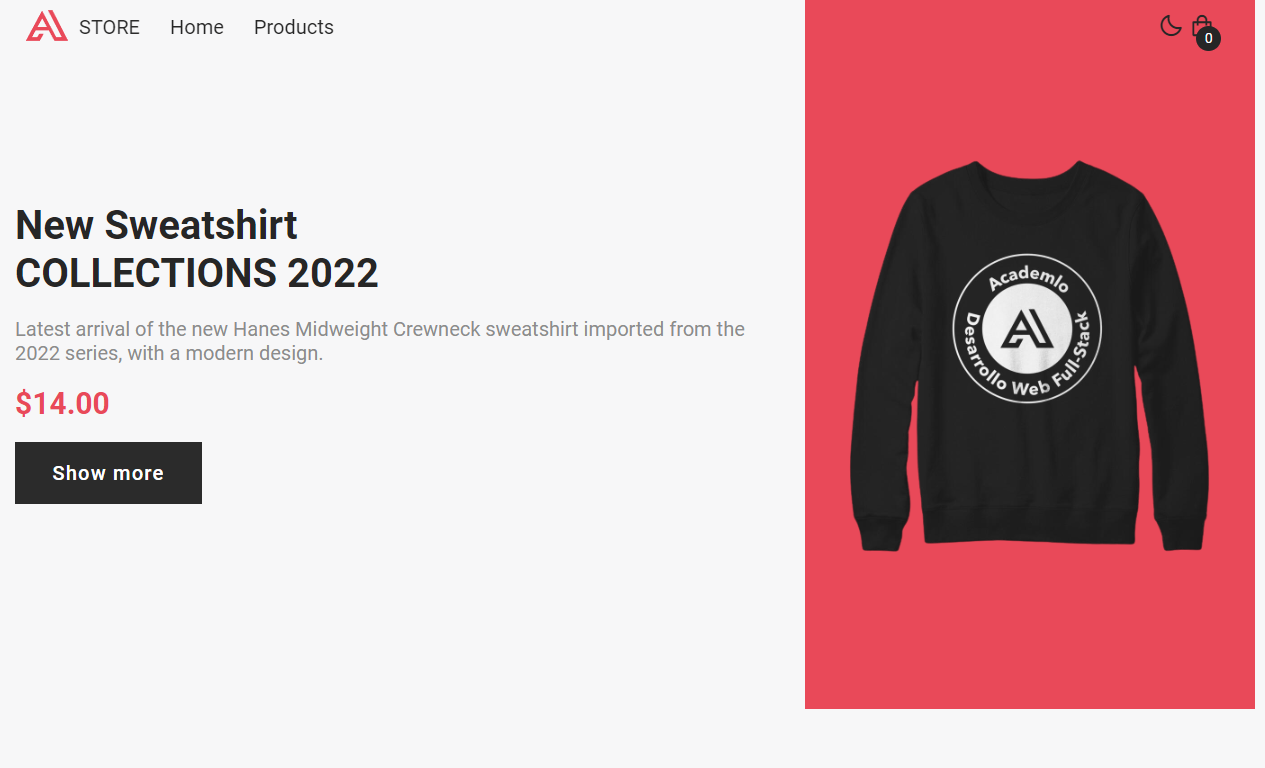 STORE Home Products
0
New Sweatshirt
COLLECTIONS 2022
Latest arrival of the new Hanes Midweight Crewneck sweatshirt imported from the
2022 series, with a modern design.
$14.00
Show more
Academlo
Desarrollo Web Full-Stack